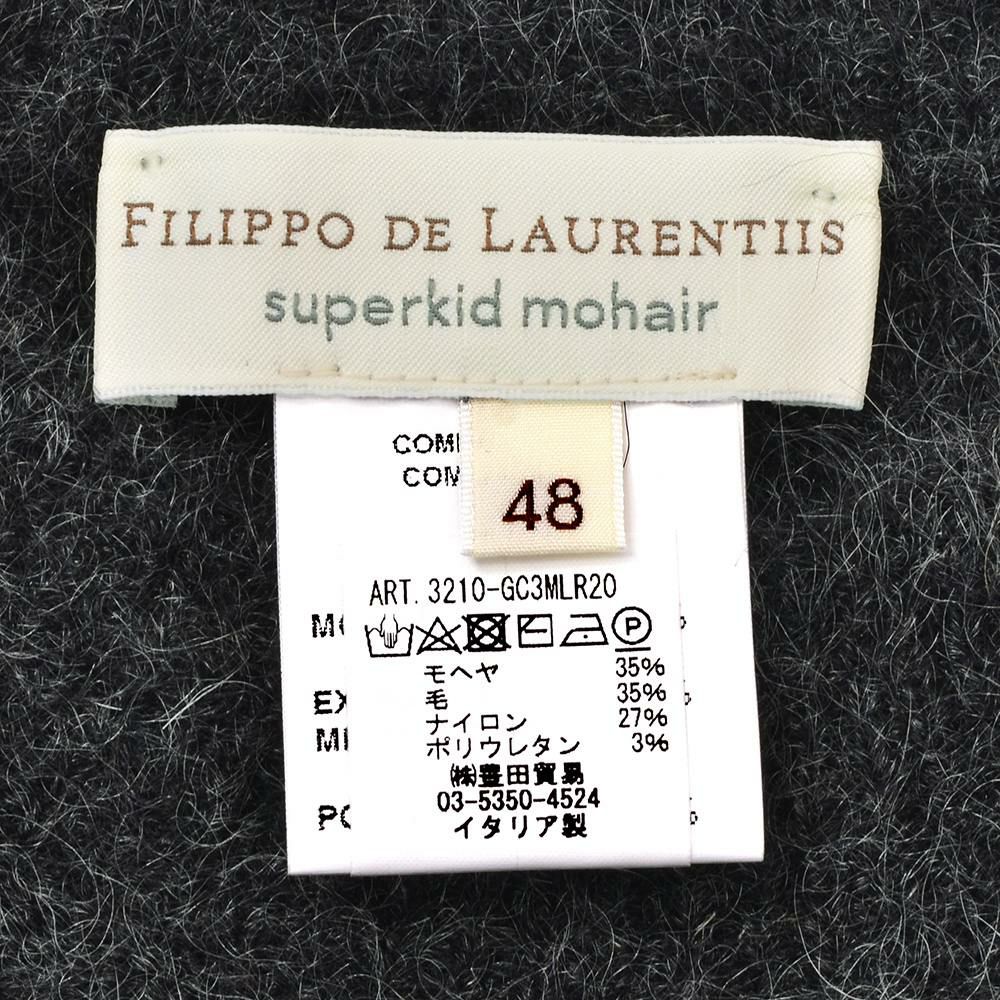 FILIPPO DE LAURENTIIS
superkid mohair
48
ART. 3210-GC3MLR20
P
モヘヤ 35%
毛 35%
ナイロン 27%
ポリウレタン 3%
㈱豊田貿易
03-5350-4524
イタリア製